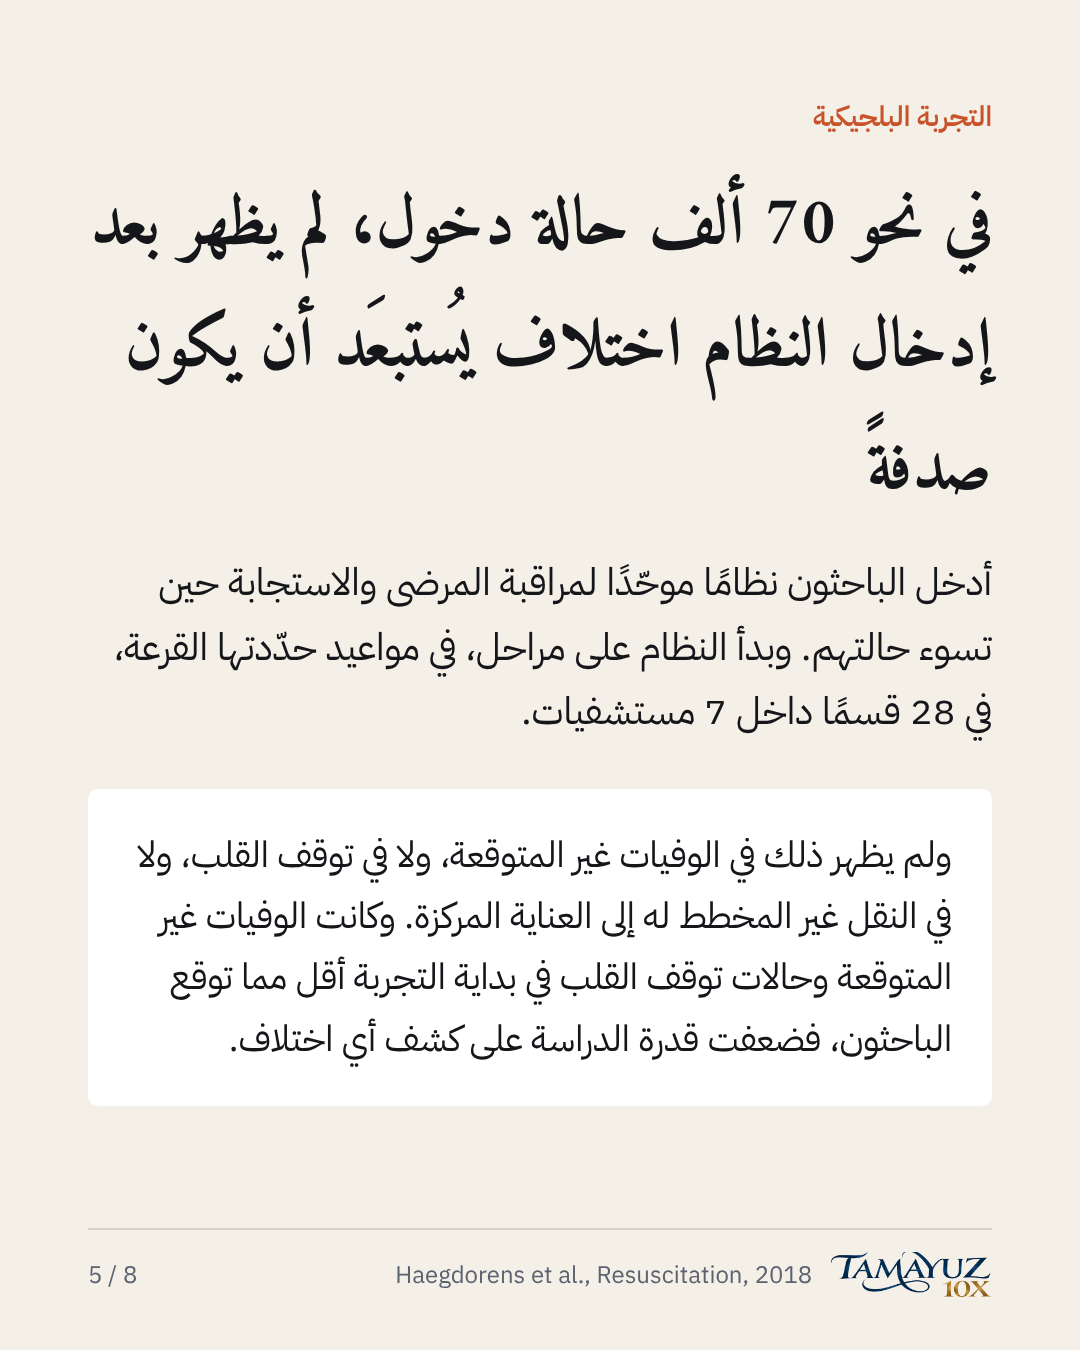 التجربة البلجيكية
في نحو 70 ألف حالة دخول، لم يظهر بعد
إدخال النظام اختلاف يُستبعَد أن يكون
صدفةً
أدخل الباحثون نظامًا موحّدًا لمراقبة المرضى والاستجابة حين
تسوء حالتهم. وبدأ النظام على مراحل، في مواعيد حدّدتها القرعة،
في 28 قسمًا داخل 7 مستشفيات.
ولم يظهر ذلك في الوفيات غير المتوقعة، ولا في توقف القلب، ولا
في النقل غير المخطط له إلى العناية المركزة. وكانت الوفيات غير
المتوقعة وحالات توقف القلب في بداية التجربة أقل مما توقع
الباحثون، فضعفت قدرة الدراسة على كشف أي اختلاف.
TAMAYUZ
10X
Haegdorens et al., Resuscitation, 2018
5 / 8